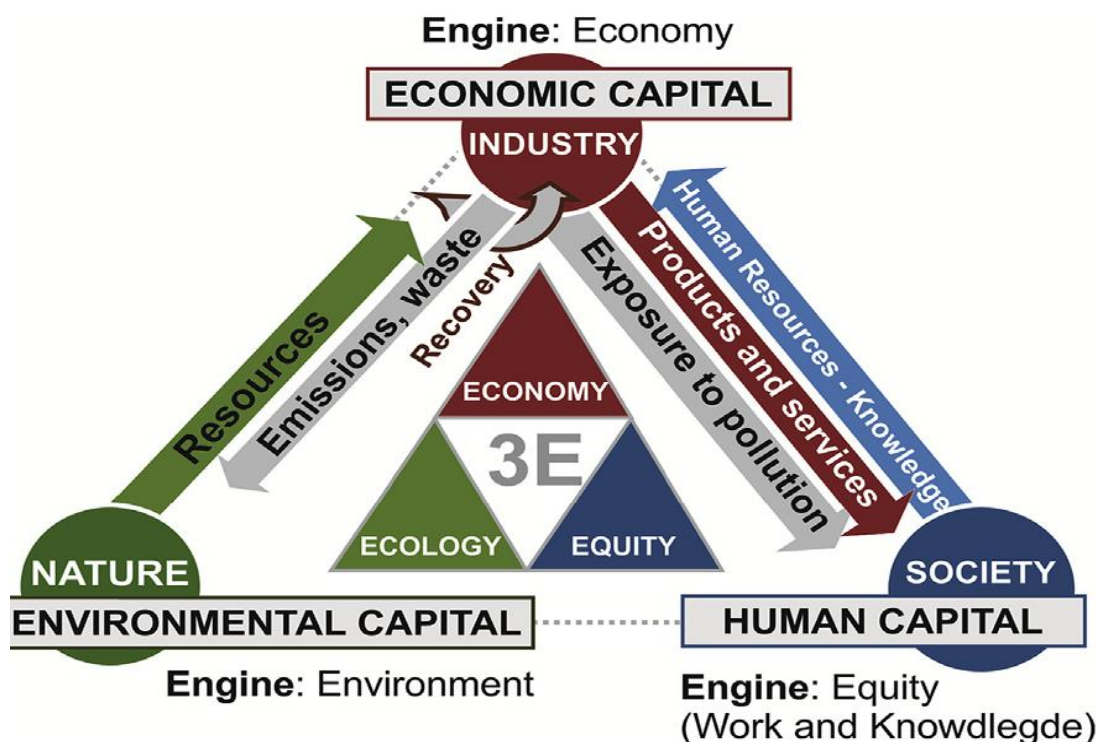 Engine: Economy
ECONOMIC CAPITAL
INDUSTRY
Resources
Emissions, waste
Recovery
Exposure to pollution
Products and services
Human Resources - Knowledge
ECONOMY
3E
ECOLOGY
EQUITY
NATURE
ENVIRONMENTAL CAPITAL
Engine: Environment
SOCIETY
HUMAN CAPITAL
Engine: Equity
(Work and Knowdlegde)